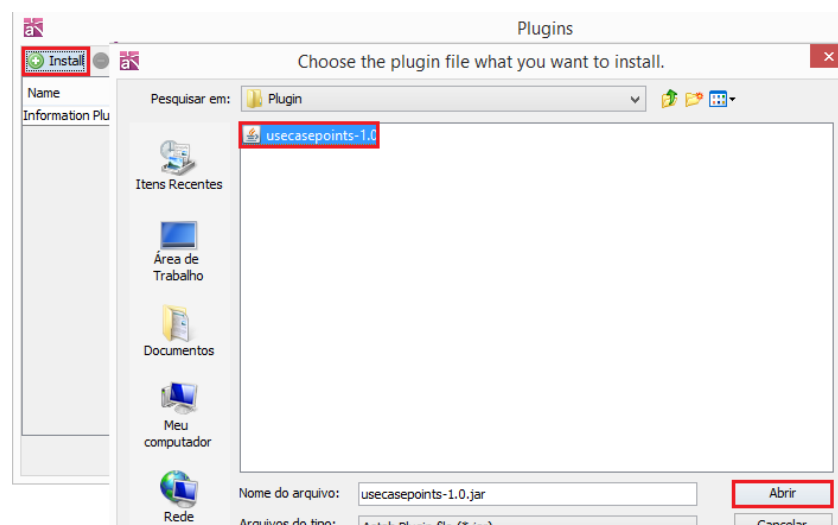 Plugins
Install
Choose the plugin file what you want to install.
Name
Pesquisar em:
Plugin
Information Plu
usecasepoints-1.0
Itens Recentes
Área de
Trabalho
Documentos
Meu
computador
Rede
Nome do arquivo:
usecasepoints-1.0.jar
Abrir
Arquivos do tipo:
Cancelar